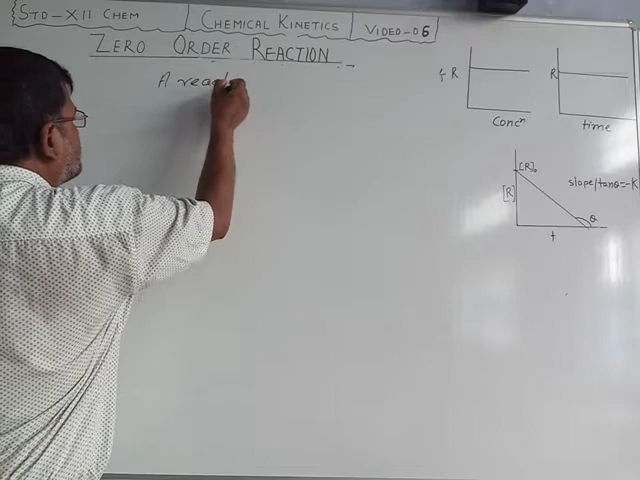 STD-XII CHEM
CHEMICAL KINETICS
VIDEO-06
ZERO ORDER REACTION
A reac
R
Concⁿ
R
time
[R]₀
[R]
slope/tanθ=-K
θ
t